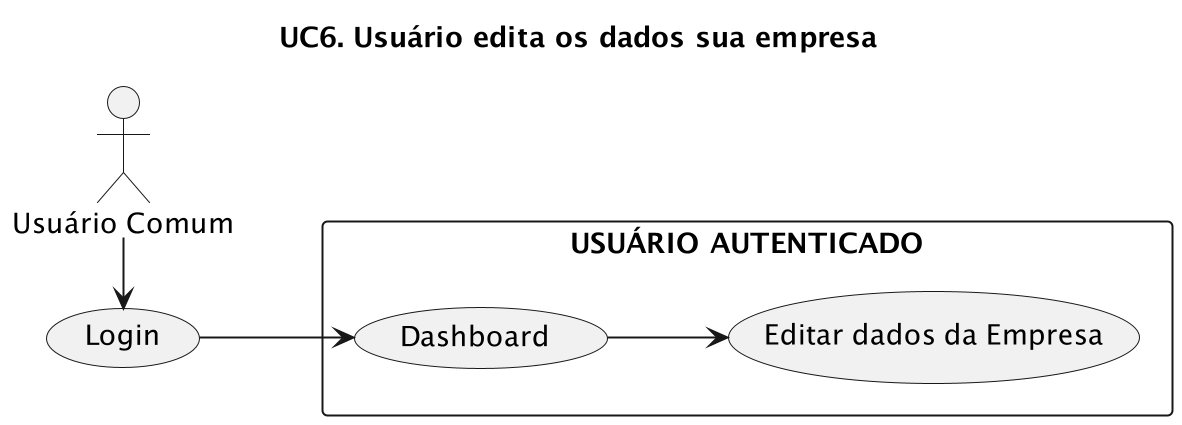 UC6. Usuário edita os dados sua empresa
Usuário Comum
USUÁRIO AUTENTICADO
Login
Dashboard
Editar dados da Empresa